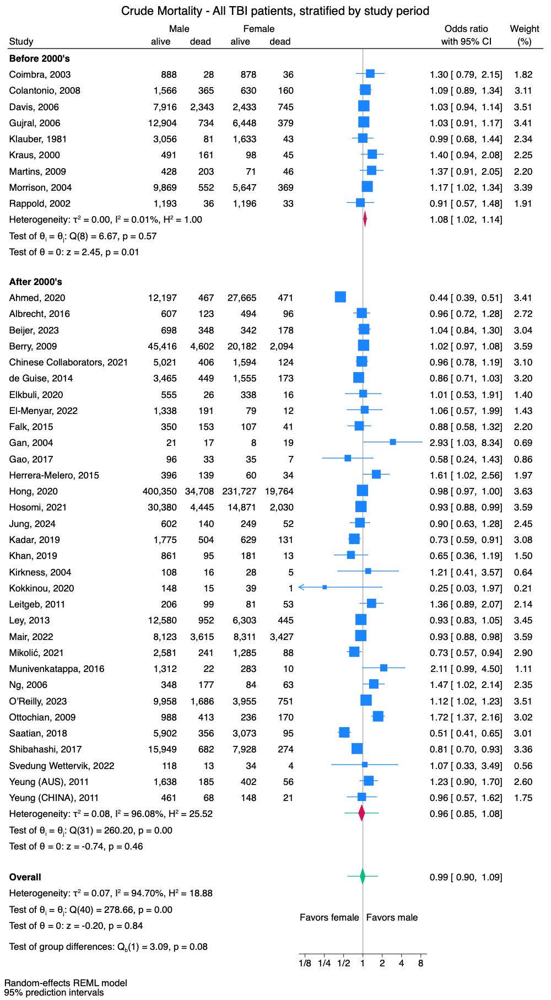 Crude Mortality - All TBI patients, stratified by study period
Male Female Odds ratio Weight
Study alive dead alive dead with 95% CI (%)
Before 2000's
Coimbra, 2003 888 28 878 36 1.30 [ 0.79, 2.15] 1.82
Colantonio, 2008 1,566 365 630 160 1.09 [ 0.89, 1.34] 3.11
Davis, 2006 7,916 2,343 2,433 745 1.03 [ 0.94, 1.14] 3.51
Gujral, 2006 12,904 734 6,448 379 1.03 [ 0.91, 1.17] 3.41
Klauber, 1981 3,056 81 1,633 43 0.99 [ 0.68, 1.44] 2.34
Kraus, 2000 491 161 98 45 1.40 [ 0.94, 2.08] 2.25
Martins, 2009 428 203 71 46 1.37 [ 0.91, 2.05] 2.20
Morrison, 2004 9,869 552 5,647 369 1.17 [ 1.02, 1.34] 3.39
Rappold, 2002 1,193 36 1,196 33 0.91 [ 0.57, 1.48] 1.91
Heterogeneity: τ² = 0.00, I² = 0.01%, H² = 1.00 1.08 [ 1.02, 1.14]
Test of θᵢ = θⱼ: Q(8) = 6.67, p = 0.57
Test of θ = 0: z = 2.45, p = 0.01
After 2000's
Ahmed, 2020 12,197 467 27,665 471 0.44 [ 0.39, 0.51] 3.41
Albrecht, 2016 607 123 494 96 0.96 [ 0.72, 1.28] 2.72
Beijer, 2023 698 348 342 178 1.04 [ 0.84, 1.30] 3.04
Berry, 2009 45,416 4,602 20,182 2,094 1.02 [ 0.97, 1.08] 3.59
Chinese Collaborators, 2021 5,021 406 1,594 124 0.96 [ 0.78, 1.19] 3.10
de Guise, 2014 3,465 449 1,555 173 0.86 [ 0.71, 1.03] 3.20
Elkbuli, 2020 555 26 338 16 1.01 [ 0.53, 1.91] 1.40
El-Menyar, 2022 1,338 191 79 12 1.06 [ 0.57, 1.99] 1.43
Falk, 2015 350 153 107 41 0.88 [ 0.58, 1.32] 2.20
Gan, 2004 21 17 8 19 2.93 [ 1.03, 8.34] 0.69
Gao, 2017 96 33 35 7 0.58 [ 0.24, 1.43] 0.86
Herrera-Melero, 2015 396 139 60 34 1.61 [ 1.02, 2.56] 1.97
Hong, 2020 400,350 34,708 231,727 19,764 0.98 [ 0.97, 1.00] 3.63
Hosomi, 2021 30,380 4,445 14,871 2,030 0.93 [ 0.88, 0.99] 3.59
Jung, 2024 602 140 249 52 0.90 [ 0.63, 1.28] 2.45
Kadar, 2019 1,775 504 629 131 0.73 [ 0.59, 0.91] 3.08
Khan, 2019 861 95 181 13 0.65 [ 0.36, 1.19] 1.50
Kirkness, 2004 108 16 28 5 1.21 [ 0.41, 3.57] 0.64
Kokkinou, 2020 148 15 39 1 0.25 [ 0.03, 1.97] 0.21
Leitgeb, 2011 206 99 81 53 1.36 [ 0.89, 2.07] 2.14
Ley, 2013 12,580 952 6,303 445 0.93 [ 0.83, 1.05] 3.45
Mair, 2022 8,123 3,615 8,311 3,427 0.93 [ 0.88, 0.98] 3.59
Mikolić, 2021 2,581 241 1,285 88 0.73 [ 0.57, 0.94] 2.90
Munivenkatappa, 2016 1,312 22 283 10 2.11 [ 0.99, 4.50] 1.11
Ng, 2006 348 177 84 63 1.47 [ 1.02, 2.14] 2.35
O’Reilly, 2023 9,958 1,686 3,955 751 1.12 [ 1.02, 1.23] 3.51
Ottochian, 2009 988 413 236 170 1.72 [ 1.37, 2.16] 3.02
Saatian, 2018 5,902 356 3,073 95 0.51 [ 0.41, 0.65] 3.01
Shibahashi, 2017 15,949 682 7,928 274 0.81 [ 0.70, 0.93] 3.36
Svedung Wettervik, 2022 118 13 34 4 1.07 [ 0.33, 3.49] 0.56
Yeung (AUS), 2011 1,638 185 402 56 1.23 [ 0.90, 1.70] 2.60
Yeung (CHINA), 2011 461 68 148 21 0.96 [ 0.57, 1.62] 1.75
Heterogeneity: τ² = 0.08, I² = 96.08%, H² = 25.52 0.96 [ 0.85, 1.08]
Test of θᵢ = θⱼ: Q(31) = 260.20, p = 0.00
Test of θ = 0: z = -0.74, p = 0.46
Overall 0.99 [ 0.90, 1.09]
Heterogeneity: τ² = 0.07, I² = 94.70%, H² = 18.88
Test of θᵢ = θⱼ: Q(40) = 278.66, p = 0.00
Favors female Favors male
Test of θ = 0: z = -0.20, p = 0.84
Test of group differences: Q_b(1) = 3.09, p = 0.08
1/8 1/4 1/2 1 2 4 8
Random-effects REML model
95% prediction intervals